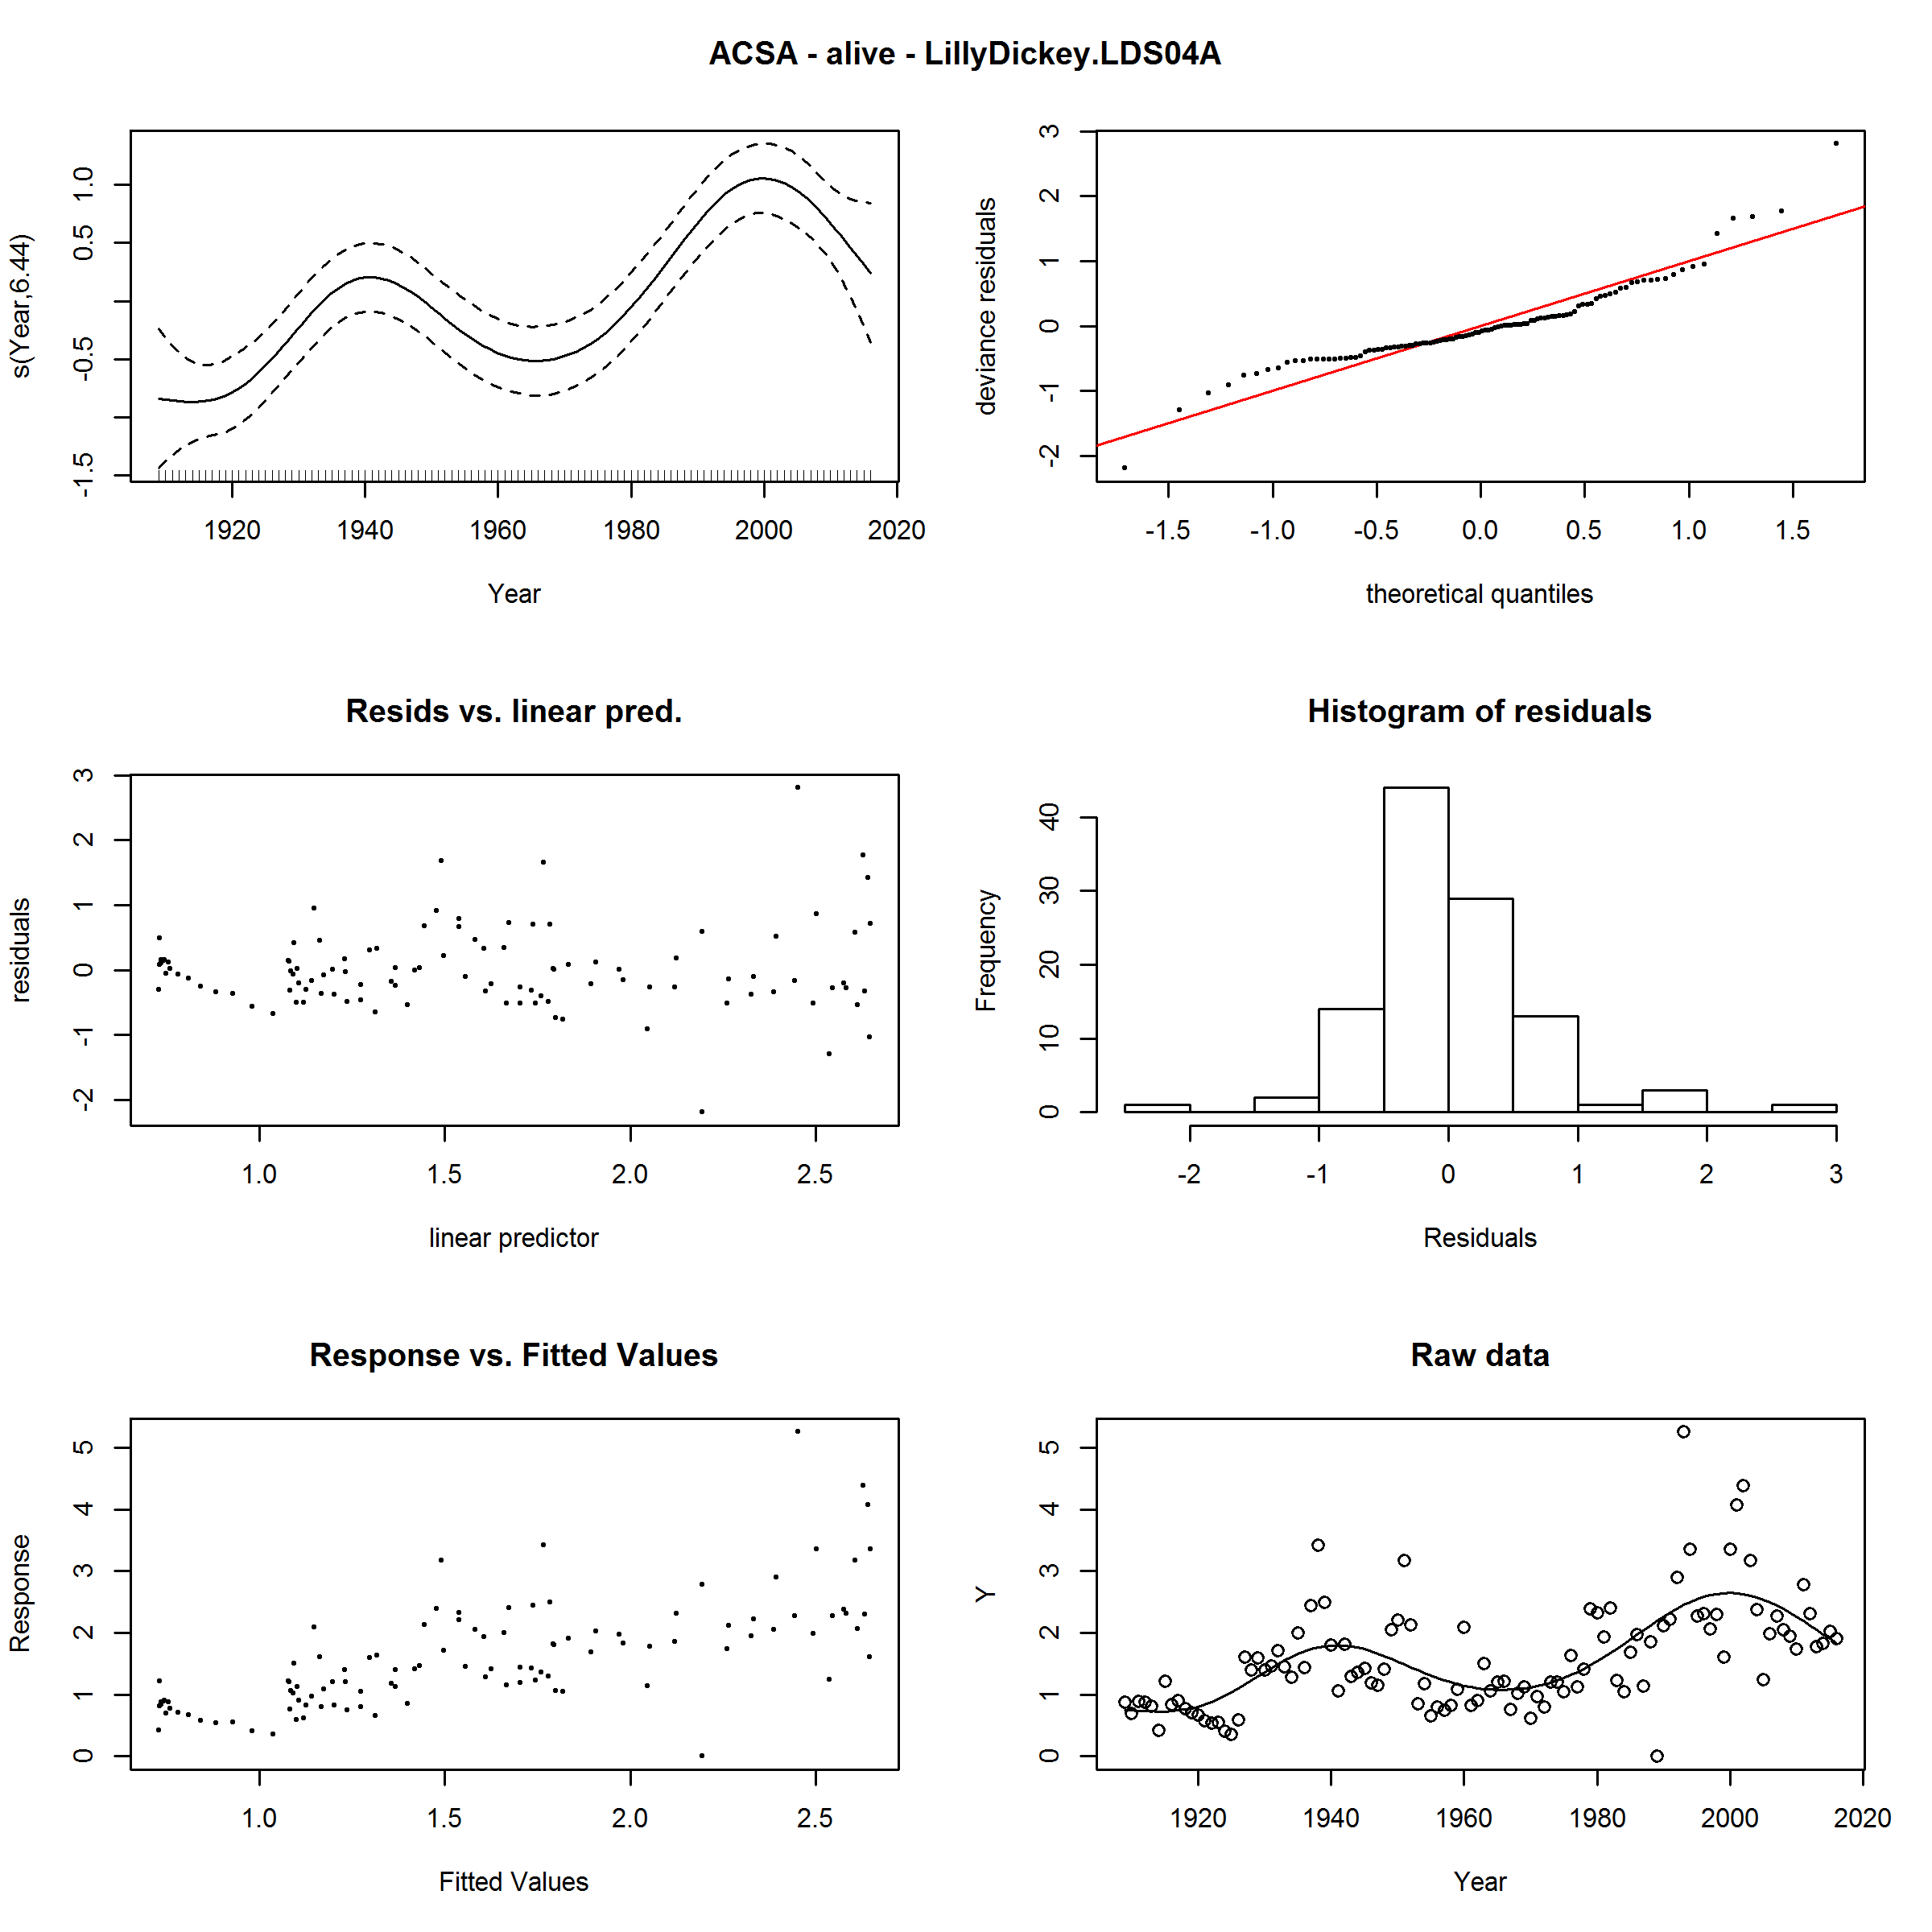 ACSA - alive - LillyDickey.LDS04A
s(Year,6.44)
1.0
0.5
-0.5
-1.5
1920 1940 1960 1980 2000 2020
Year
deviance residuals
3
2
1
0
-1
-2
-1.5 -1.0 -0.5 0.0 0.5 1.0 1.5
theoretical quantiles
Resids vs. linear pred.
residuals
3
2
1
0
-1
-2
1.0 1.5 2.0 2.5
linear predictor
Histogram of residuals
Frequency
40
30
20
10
0
-2 -1 0 1 2 3
Residuals
Response vs. Fitted Values
Response
5
4
3
2
1
0
1.0 1.5 2.0 2.5
Fitted Values
Raw data
Y
5
4
3
2
1
0
1920 1940 1960 1980 2000 2020
Year